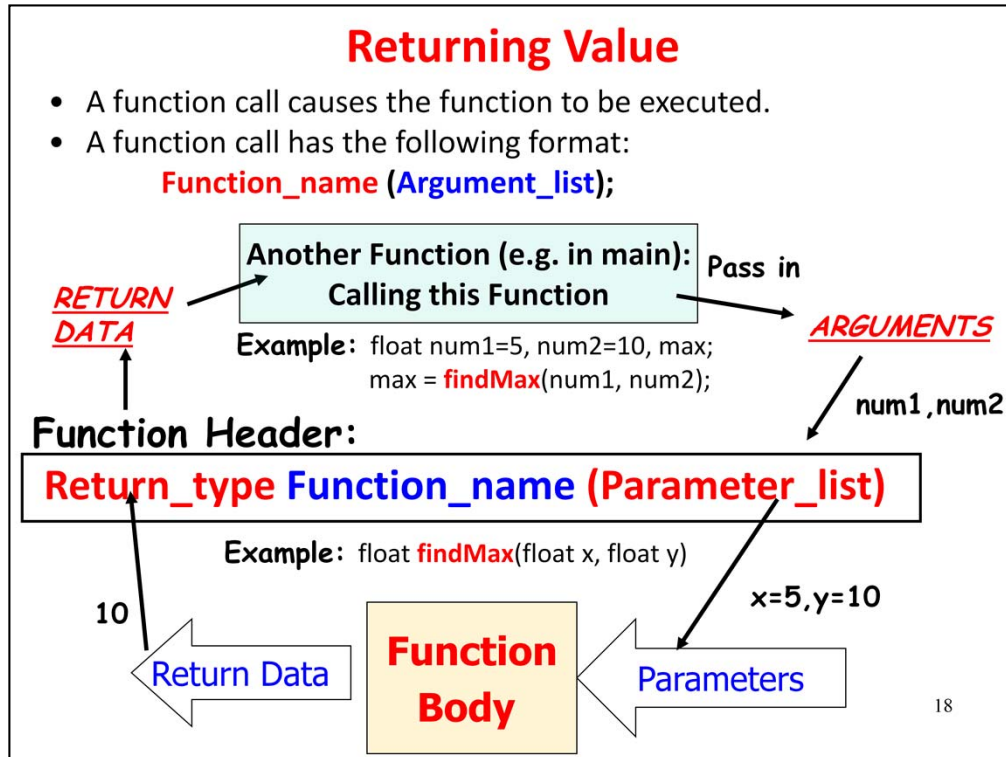 Returning Value
• A function call causes the function to be executed.
• A function call has the following format:
Function_name (Argument_list);
Another Function (e.g. in main):
Calling this Function
Pass in
RETURN
DATA
ARGUMENTS
Example: float num1=5, num2=10, max;
max = findMax(num1, num2);
num1,num2
Function Header:
Return_type Function_name (Parameter_list)
Example: float findMax(float x, float y)
10
x=5,y=10
Return Data
Function
Body
Parameters
18